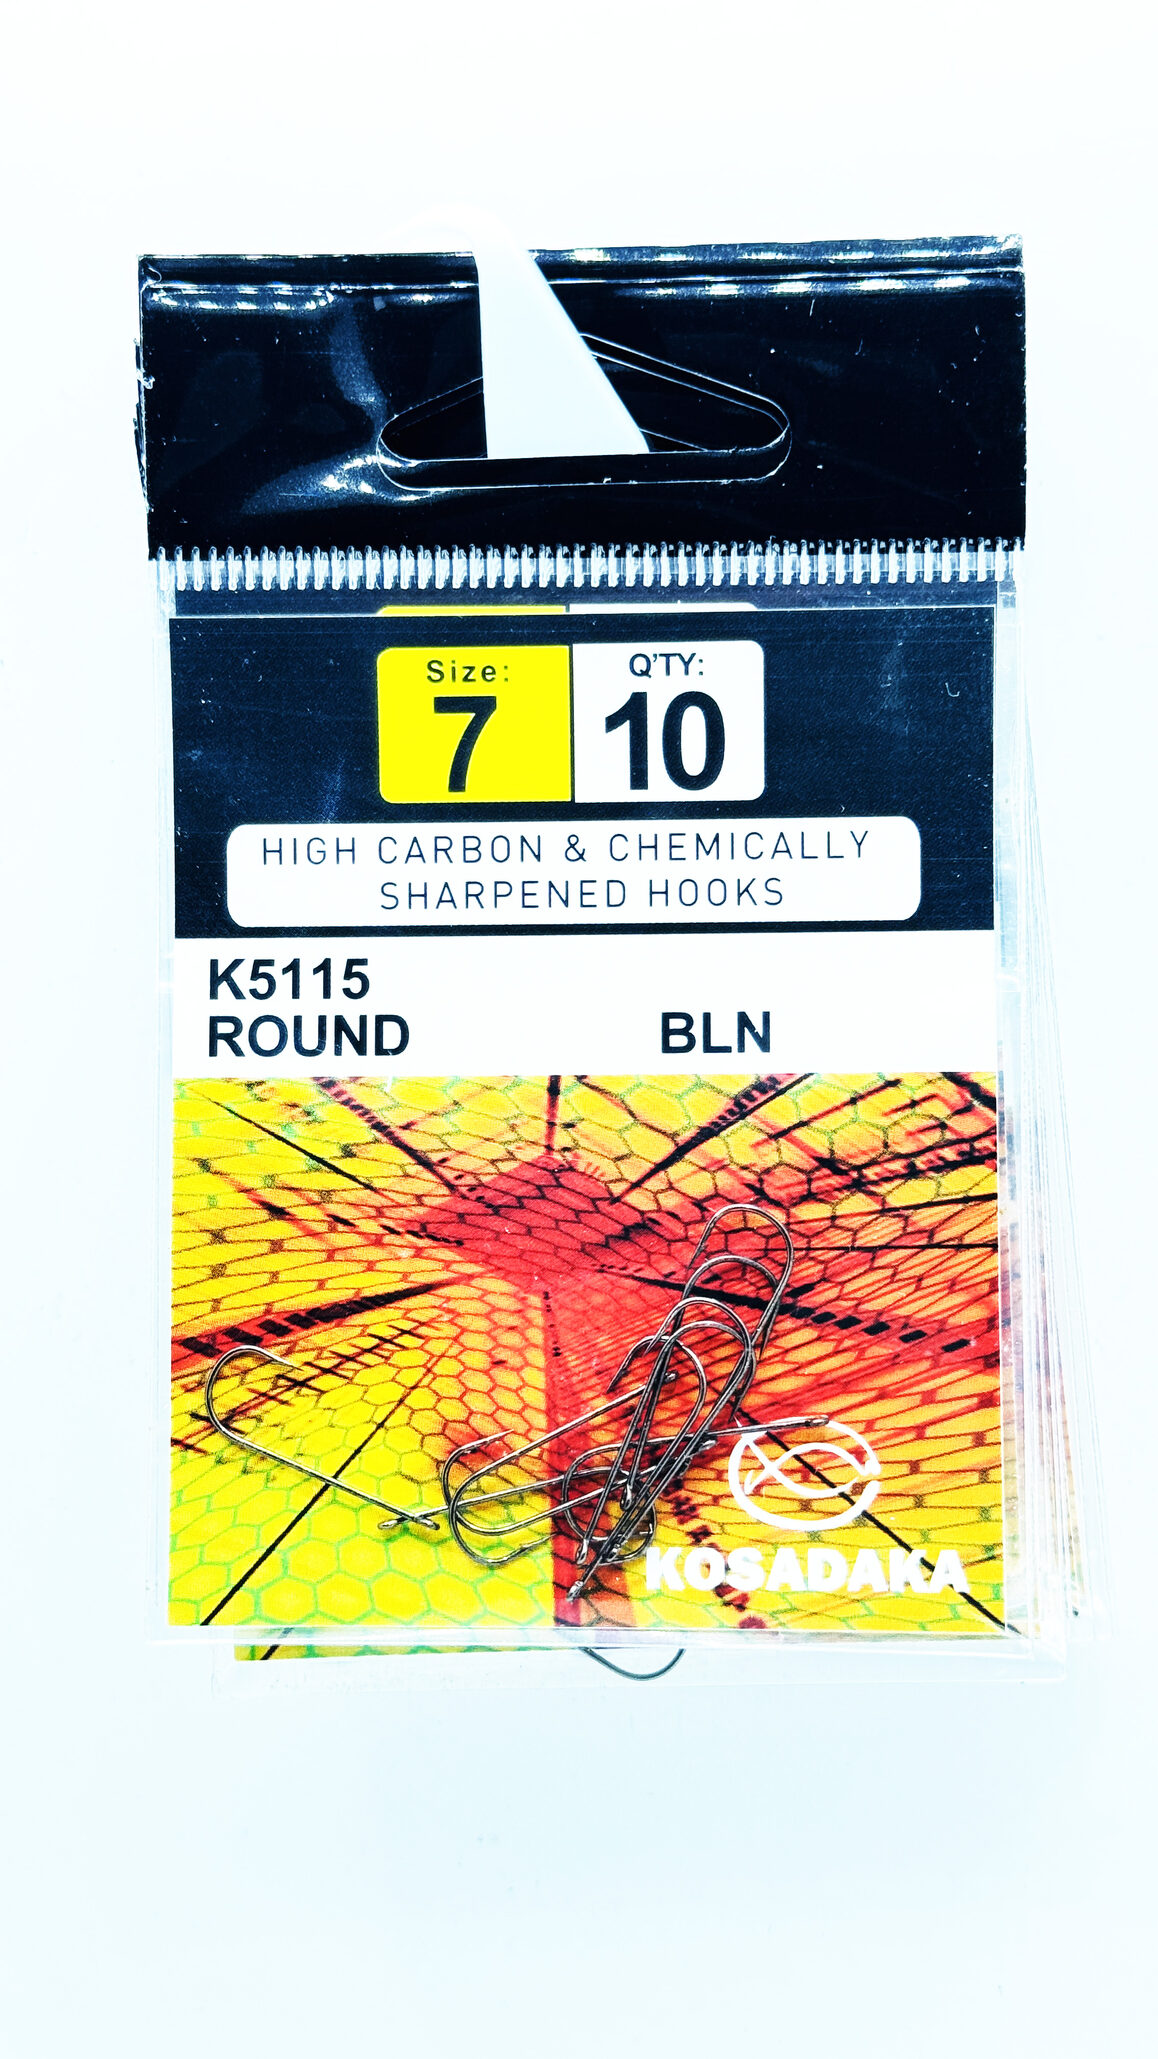 Size:
7
Q'TY:
10
HIGH CARBON & CHEMICALLY
SHARPENED HOOKS
K5115
ROUND
BLN
KOSADAKA